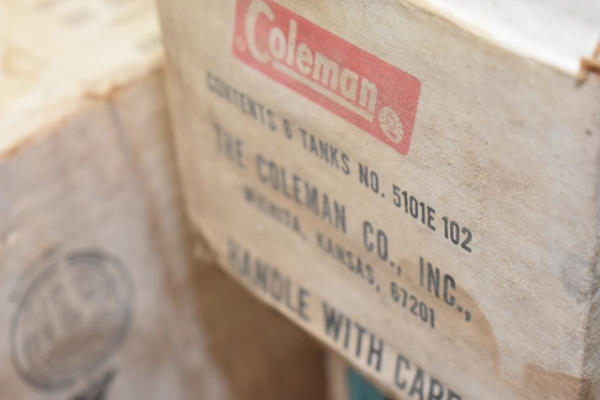 Coleman
CONTENTS 6 TANKS NO. 5101E 102
THE COLEMAN CO., INC.,
WICHITA, KANSAS, 67201
HANDLE WITH CARE